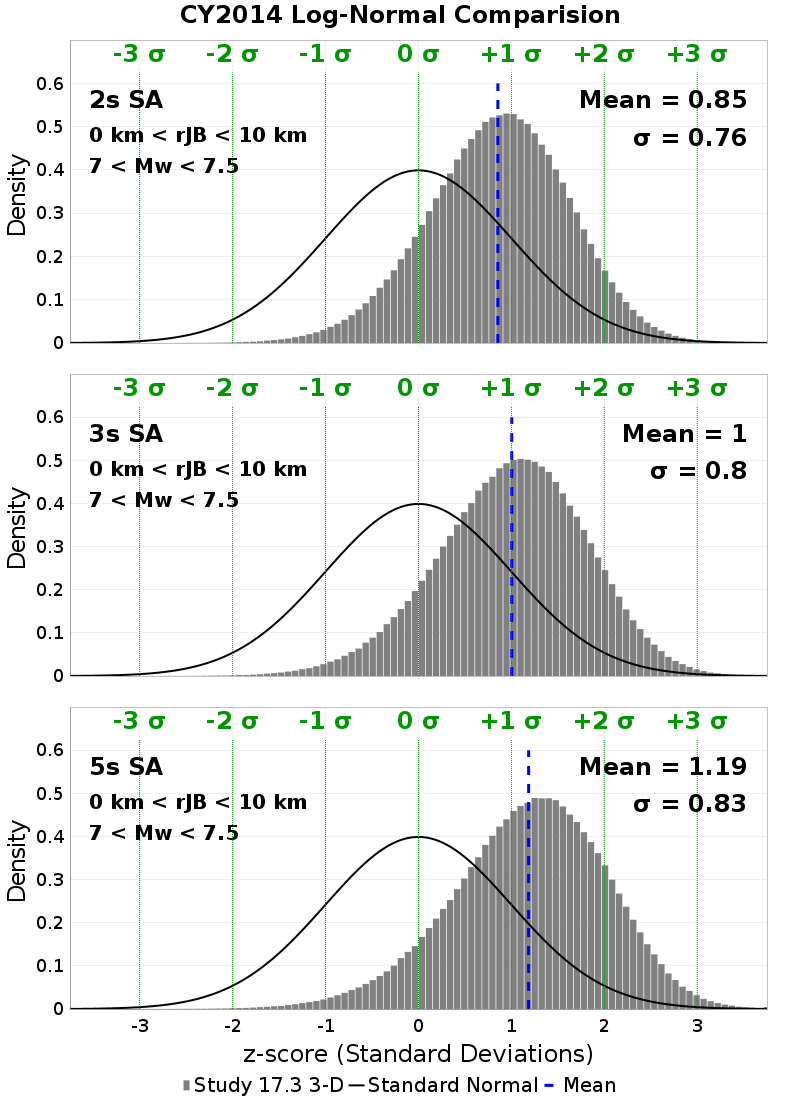 CY2014 Log-Normal Comparision
-3 σ -2 σ -1 σ 0 σ +1 σ +2 σ +3 σ
2s SA
0 km < rJB < 10 km
7 < Mw < 7.5
Mean = 0.85
σ = 0.76
Density
0.6
0.5
0.4
0.3
0.2
0.1
0
-3 σ -2 σ -1 σ 0 σ +1 σ +2 σ +3 σ
3s SA
0 km < rJB < 10 km
7 < Mw < 7.5
Mean = 1
σ = 0.8
Density
0.6
0.5
0.4
0.3
0.2
0.1
0
-3 σ -2 σ -1 σ 0 σ +1 σ +2 σ +3 σ
5s SA
0 km < rJB < 10 km
7 < Mw < 7.5
Mean = 1.19
σ = 0.83
Density
0.6
0.5
0.4
0.3
0.2
0.1
0
-3 -2 -1 0 1 2 3
z-score (Standard Deviations)
Study 17.3 3-D Standard Normal Mean